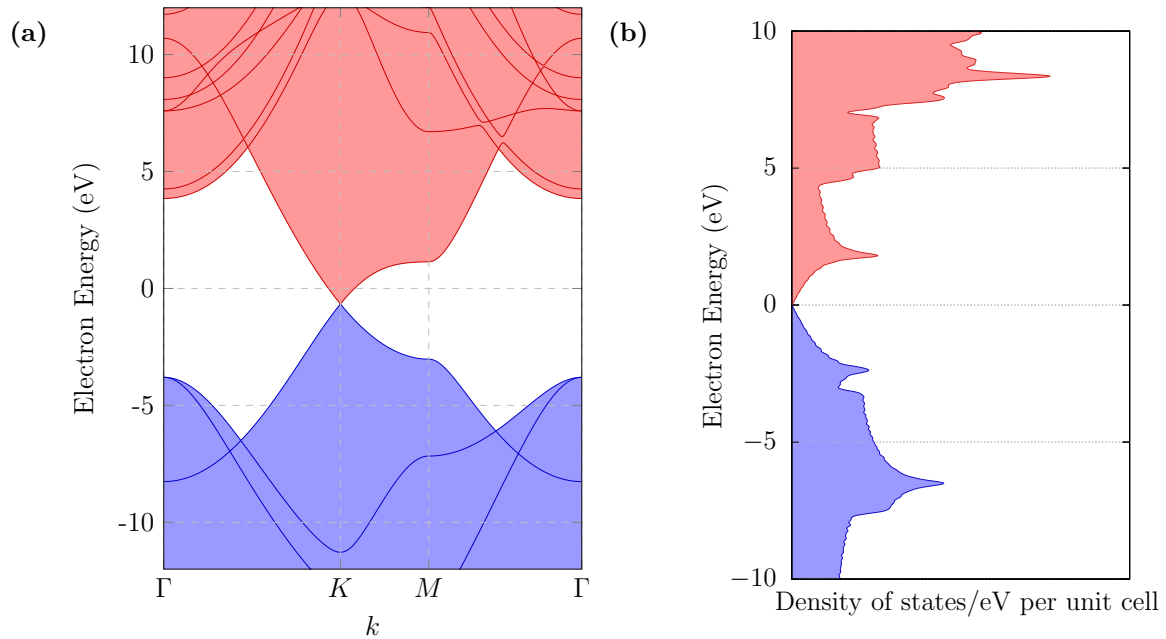 (a)
Electron Energy (eV)
10
5
0
-5
-10
Γ
K
M
Γ
k
(b)
Electron Energy (eV)
10
5
0
−5
−10
Density of states/eV per unit cell